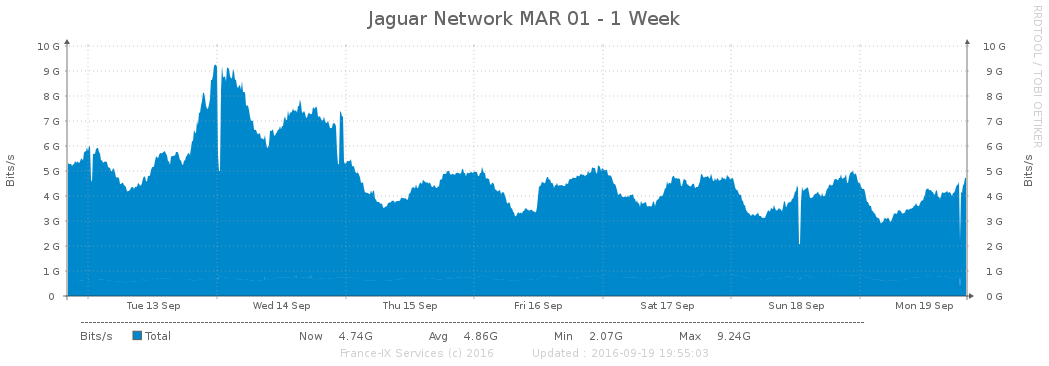 Jaguar Network MAR 01 - 1 Week
RRDTOOL / TOBI OETIKER
10 G 10 G
9 G 9 G
8 G 8 G
7 G 7 G
6 G 6 G
5 G 5 G
4 G 4 G
3 G 3 G
2 G 2 G
1 G 1 G
0 0 G
Bits/s
Bits/s
Tue 13 Sep Wed 14 Sep Thu 15 Sep Fri 16 Sep Sat 17 Sep Sun 18 Sep Mon 19 Sep
Bits/s Total Now 4.74G Avg 4.86G Min 2.07G Max 9.24G
France-IX Services (c) 2016 Updated : 2016-09-19 19:55:03